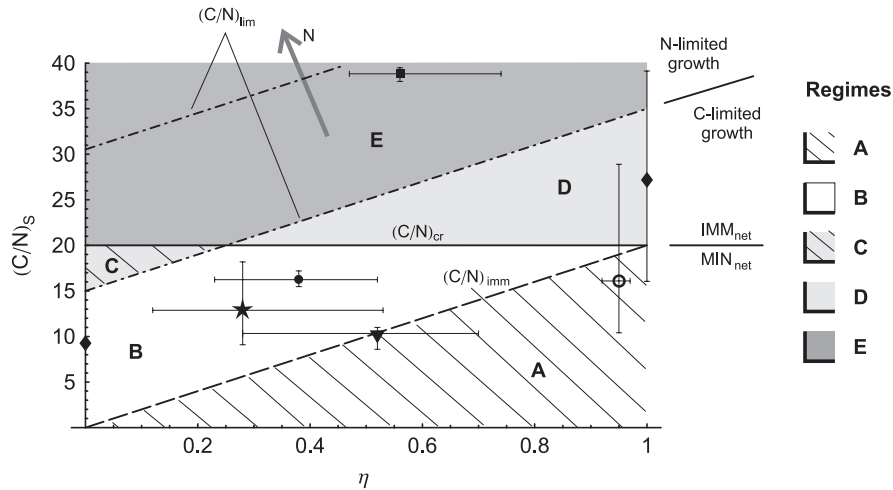 (C/N)lim
N
N-limited
growth
C-limited
growth
Regimes
A
B
C
D
E
IMMnet
MINnet
(C/N)S
40
35
30
25
20
15
10
5
E
D
(C/N)cr
C
(C/N)imm
B
A
0.2
0.4
0.6
0.8
1
η